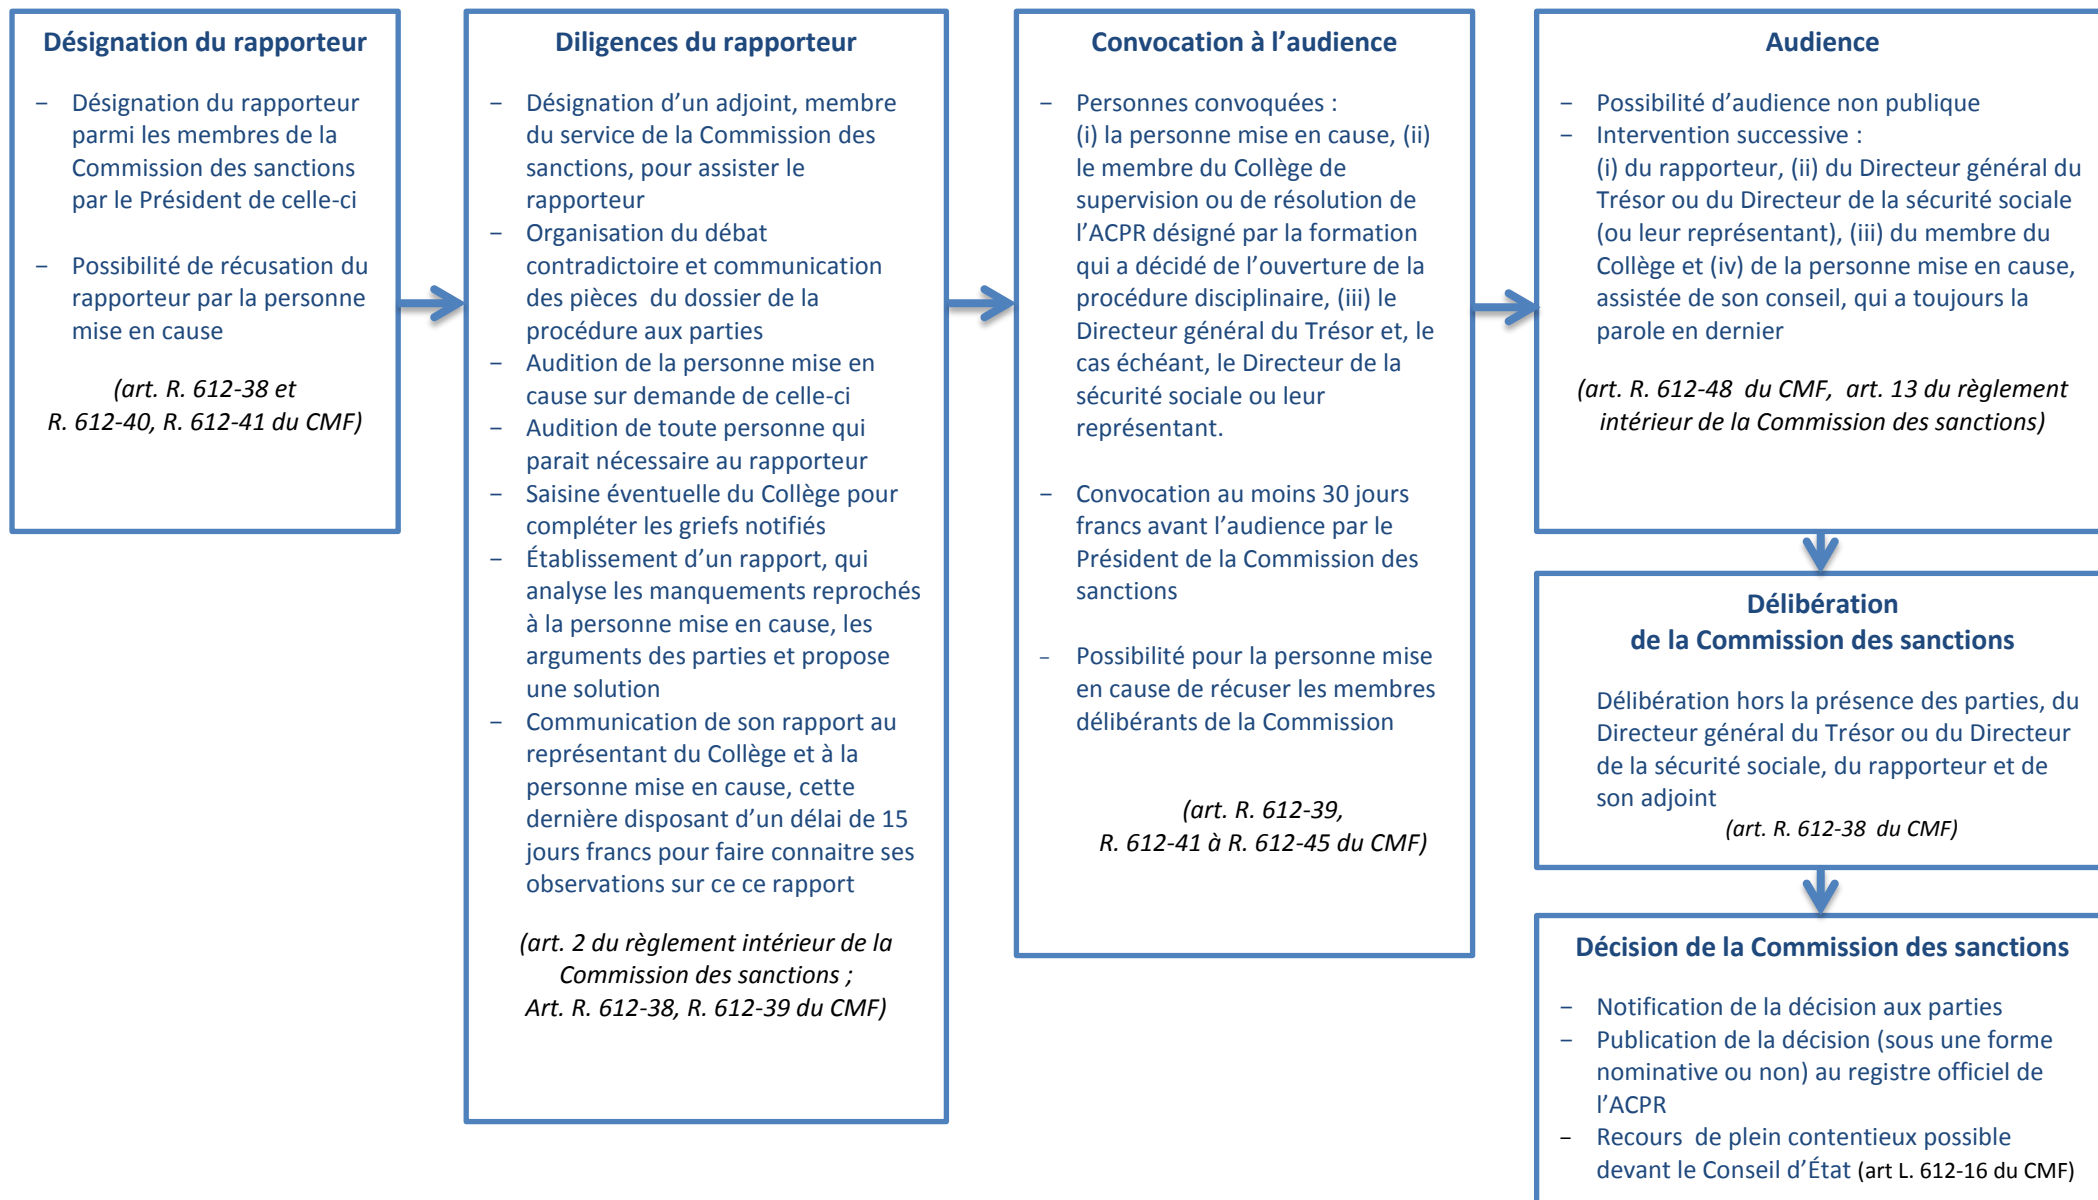 Désignation du rapporteur
− Désignation du rapporteur
parmi les membres de la
Commission des sanctions
par le Président de celle-ci
− Possibilité de récusation du
rapporteur par la personne
mise en cause
(art. R. 612-38 et
R. 612-40, R. 612-41 du CMF)
Diligences du rapporteur
− Désignation d’un adjoint, membre
du service de la Commission des
sanctions, pour assister le
rapporteur
− Organisation du débat
contradictoire et communication
des pièces du dossier de la
procédure aux parties
− Audition de la personne mise en
cause sur demande de celle-ci
− Audition de toute personne qui
parait nécessaire au rapporteur
− Saisine éventuelle du Collège pour
compléter les griefs notifiés
− Établissement d’un rapport, qui
analyse les manquements reprochés
à la personne mise en cause, les
arguments des parties et propose
une solution
− Communication de son rapport au
représentant du Collège et à la
personne mise en cause, cette
dernière disposant d’un délai de 15
jours francs pour faire connaitre ses
observations sur ce ce rapport
(art. 2 du règlement intérieur de la
Commission des sanctions ;
Art. R. 612-38, R. 612-39 du CMF)
Convocation à l’audience
− Personnes convoquées :
(i) la personne mise en cause, (ii)
le membre du Collège de
supervision ou de résolution de
l’ACPR désigné par la formation
qui a décidé de l’ouverture de la
procédure disciplinaire, (iii) le
Directeur général du Trésor et, le
cas échéant, le Directeur de la
sécurité sociale ou leur
représentant.
− Convocation au moins 30 jours
francs avant l’audience par le
Président de la Commission des
sanctions
− Possibilité pour la personne mise
en cause de récuser les membres
délibérants de la Commission
(art. R. 612-39,
R. 612-41 à R. 612-45 du CMF)
Audience
− Possibilité d’audience non publique
− Intervention successive :
(i) du rapporteur, (ii) du Directeur général du
Trésor ou du Directeur de la sécurité sociale
(ou leur représentant), (iii) du membre du
Collège et (iv) de la personne mise en cause,
assistée de son conseil, qui a toujours la
parole en dernier
(art. R. 612-48 du CMF, art. 13 du règlement
intérieur de la Commission des sanctions)
Délibération
de la Commission des sanctions
Délibération hors la présence des parties, du
Directeur général du Trésor ou du Directeur
de la sécurité sociale, du rapporteur et de
son adjoint
(art. R. 612-38 du CMF)
Décision de la Commission des sanctions
− Notification de la décision aux parties
− Publication de la décision (sous une forme
nominative ou non) au registre officiel de
l’ACPR
− Recours de plein contentieux possible
devant le Conseil d’État (art L. 612-16 du CMF)